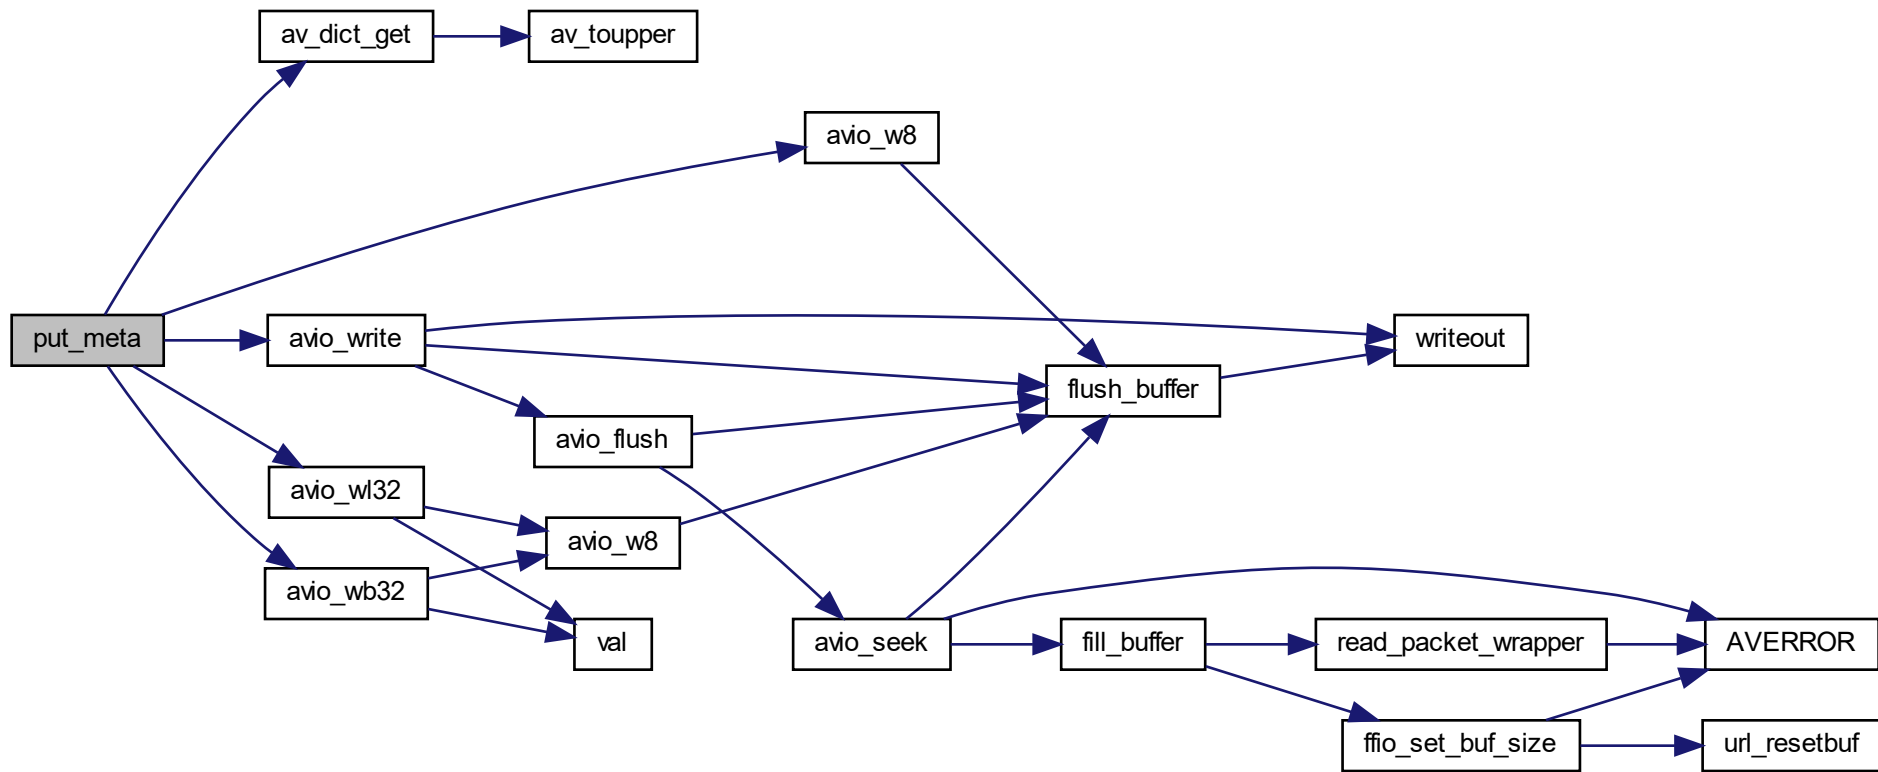 av_dict_get
av_toupper
avio_w8
put_meta
avio_write
writeout
flush_buffer
avio_flush
avio_wl32
avio_w8
avio_wb32
val
avio_seek
fill_buffer
read_packet_wrapper
AVERROR
ffio_set_buf_size
url_resetbuf